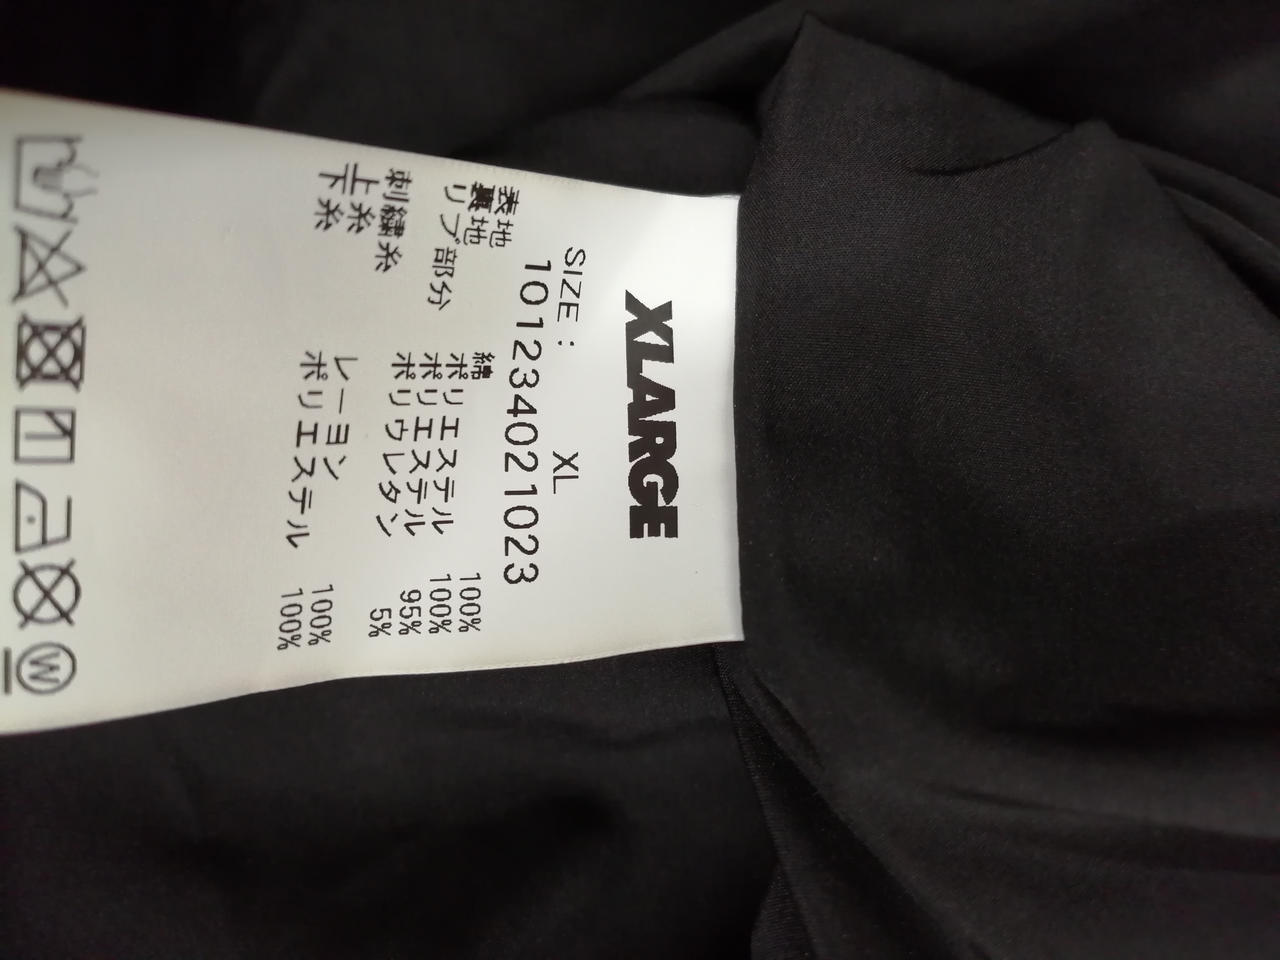 XLARGE
SIZE: XL
101234021023
表地 綿 100%
裏地 ポリエステル 100%
リブ部分 ポリエステル 95%
ポリウレタン 5%
刺繍糸
上糸 レーヨン 100%
下糸 ポリエステル 100%
W